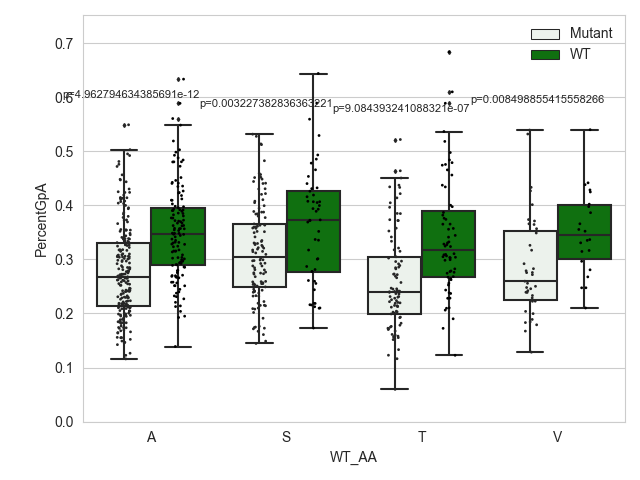 Mutant
WT
0.7
0.6
0.5
0.4
0.3
0.2
0.1
0.0
PercentGpA
p=4.962794634385691e-12
p=0.003227382836363221
p=9.084393241088321e-07
p=0.008498855415558266
A
S
T
V
WT_AA